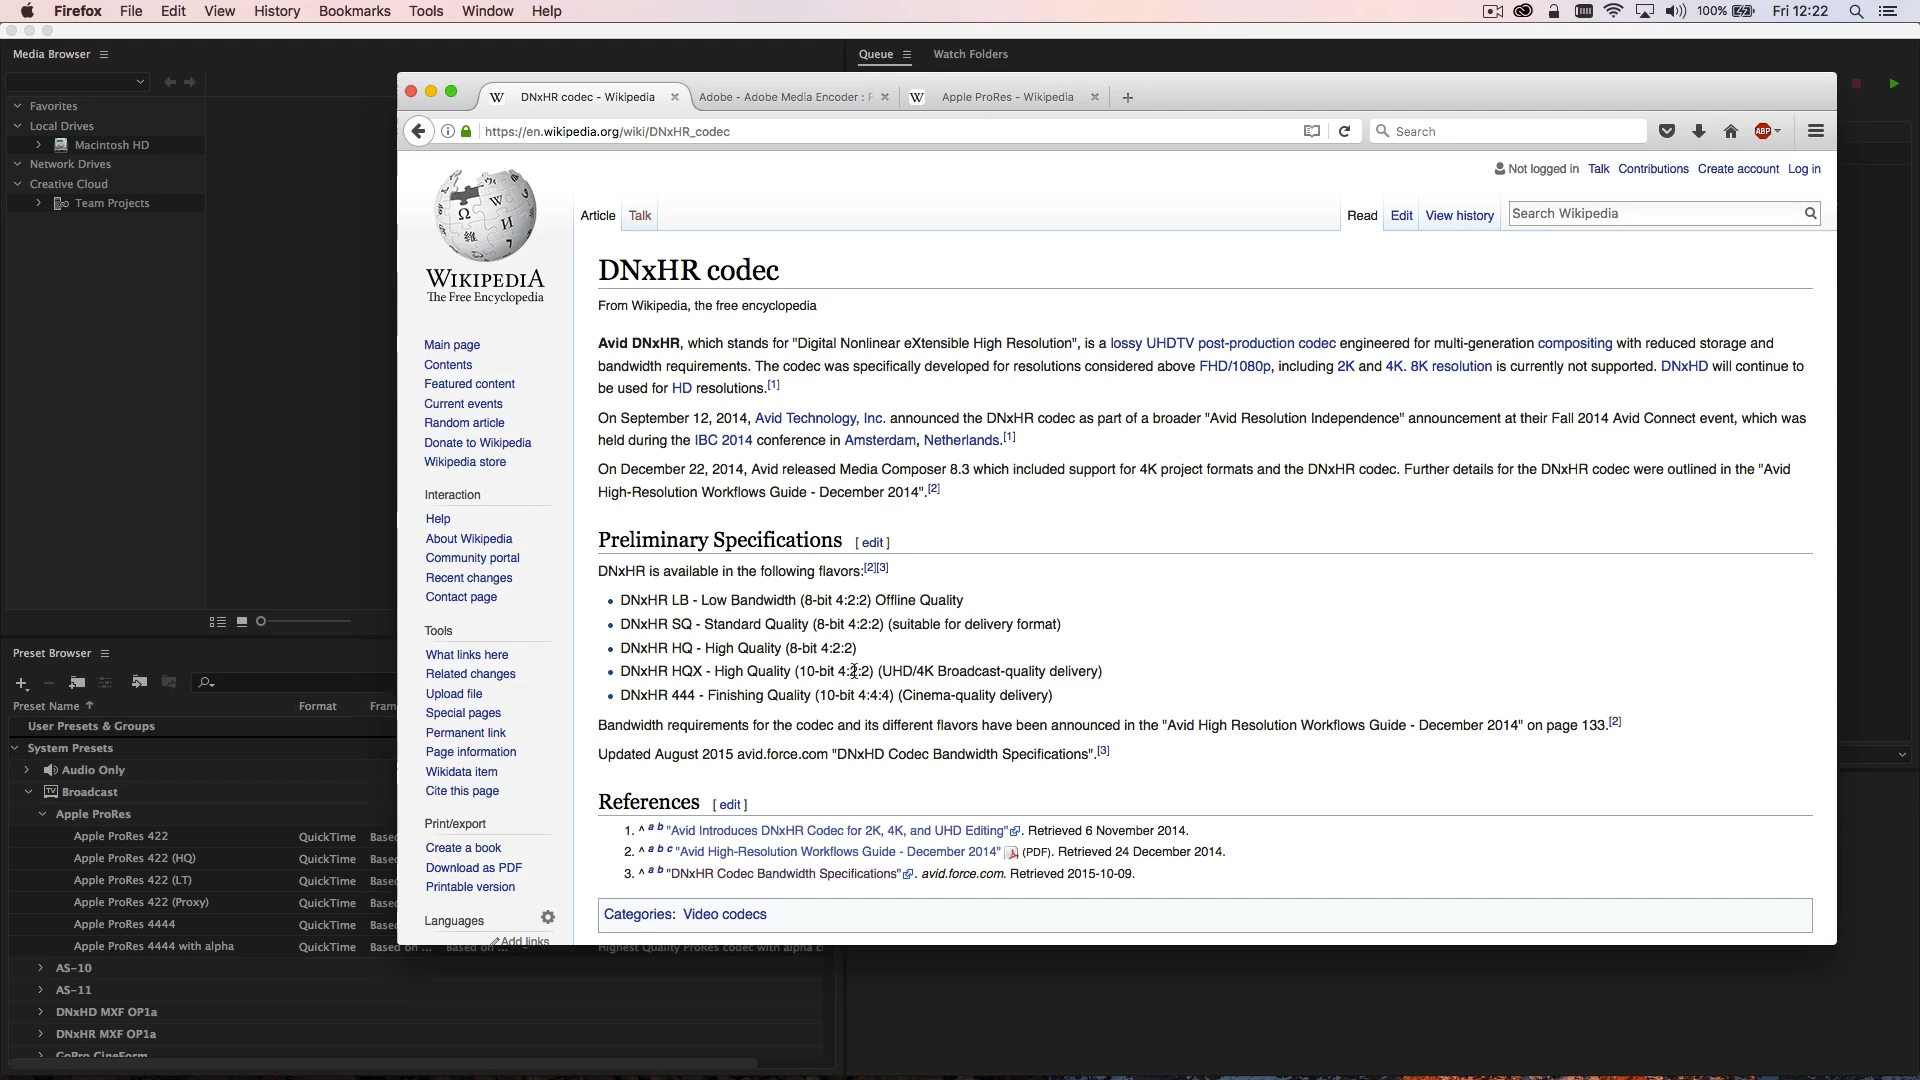 Firefox File Edit View History Bookmarks Tools Window Help
100% Fri 12:22
Media Browser
Queue Watch Folders
Favorites
Local Drives
Macintosh HD
Network Drives
Creative Cloud
Team Projects
DNxHR codec - Wikipedia
Adobe - Adobe Media Encoder : F
Apple ProRes - Wikipedia
https://en.wikipedia.org/wiki/DNxHR_codec
Search
ABP
WIKIPEDIA
The Free Encyclopedia
Not logged in Talk Contributions Create account Log in
Article Talk
Read Edit View history Search Wikipedia
DNxHR codec
From Wikipedia, the free encyclopedia
Avid DNxHR, which stands for "Digital Nonlinear eXtensible High Resolution", is a lossy UHDTV post-production codec engineered for multi-generation compositing with reduced storage and
bandwidth requirements. The codec was specifically developed for resolutions considered above FHD/1080p, including 2K and 4K. 8K resolution is currently not supported. DNxHD will continue to
be used for HD resolutions.[1]
On September 12, 2014, Avid Technology, Inc. announced the DNxHR codec as part of a broader "Avid Resolution Independence" announcement at their Fall 2014 Avid Connect event, which was
held during the IBC 2014 conference in Amsterdam, Netherlands.[1]
On December 22, 2014, Avid released Media Composer 8.3 which included support for 4K project formats and the DNxHR codec. Further details for the DNxHR codec were outlined in the "Avid
High-Resolution Workflows Guide - December 2014".[2]
Preliminary Specifications [ edit ]
DNxHR is available in the following flavors:[2][3]
• DNxHR LB - Low Bandwidth (8-bit 4:2:2) Offline Quality
• DNxHR SQ - Standard Quality (8-bit 4:2:2) (suitable for delivery format)
• DNxHR HQ - High Quality (8-bit 4:2:2)
• DNxHR HQX - High Quality (10-bit 4:2:2) (UHD/4K Broadcast-quality delivery)
• DNxHR 444 - Finishing Quality (10-bit 4:4:4) (Cinema-quality delivery)
Bandwidth requirements for the codec and its different flavors have been announced in the "Avid High Resolution Workflows Guide - December 2014" on page 133.[2]
Updated August 2015 avid.force.com "DNxHD Codec Bandwidth Specifications".[3]
References [ edit ]
1. ^ a b "Avid Introduces DNxHR Codec for 2K, 4K, and UHD Editing". Retrieved 6 November 2014.
2. ^ a b c "Avid High-Resolution Workflows Guide - December 2014" (PDF). Retrieved 24 December 2014.
3. ^ a b "DNxHR Codec Bandwidth Specifications". avid.force.com. Retrieved 2015-10-09.
Categories: Video codecs
Main page
Contents
Featured content
Current events
Random article
Donate to Wikipedia
Wikipedia store
Interaction
Help
About Wikipedia
Community portal
Recent changes
Contact page
Tools
What links here
Related changes
Upload file
Special pages
Permanent link
Page information
Wikidata item
Cite this page
Print/export
Create a book
Download as PDF
Printable version
Languages
Add links
Preset Browser
Preset Name Format Fram
User Presets & Groups
System Presets
Audio Only
TV Broadcast
Apple ProRes
Apple ProRes 422 QuickTime Based
Apple ProRes 422 (HQ) QuickTime Based
Apple ProRes 422 (LT) QuickTime Based
Apple ProRes 422 (Proxy) QuickTime Based
Apple ProRes 4444 QuickTime Based
Apple ProRes 4444 with alpha QuickTime Based on ... Based on ... Highest Quality ProRes codec with alpha c
AS-10
AS-11
DNxHD MXF OP1a
DNxHR MXF OP1a
GoPro CineForm